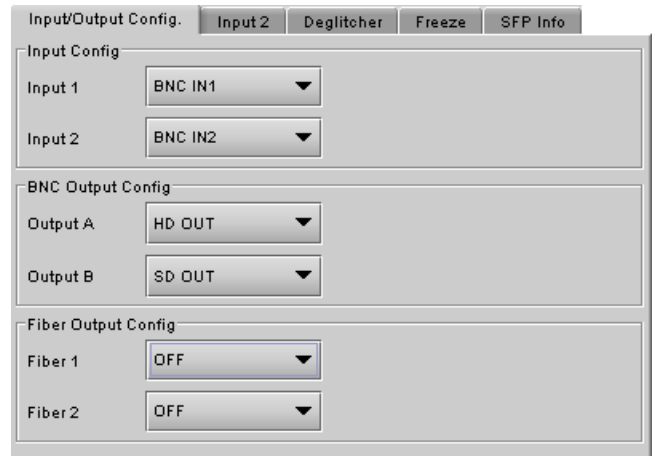 Input/Output Config. Input 2 Deglitcher Freeze SFP Info
Input Config
Input 1 BNC IN1
Input 2 BNC IN2
BNC Output Config
Output A HD OUT
Output B SD OUT
Fiber Output Config
Fiber 1 OFF
Fiber 2 OFF